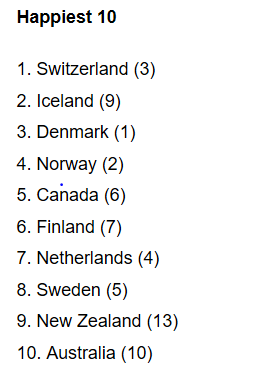 Happiest 10
1. Switzerland (3)
2. Iceland (9)
3. Denmark (1)
4. Norway (2)
5. Canada (6)
6. Finland (7)
7. Netherlands (4)
8. Sweden (5)
9. New Zealand (13)
10. Australia (10)